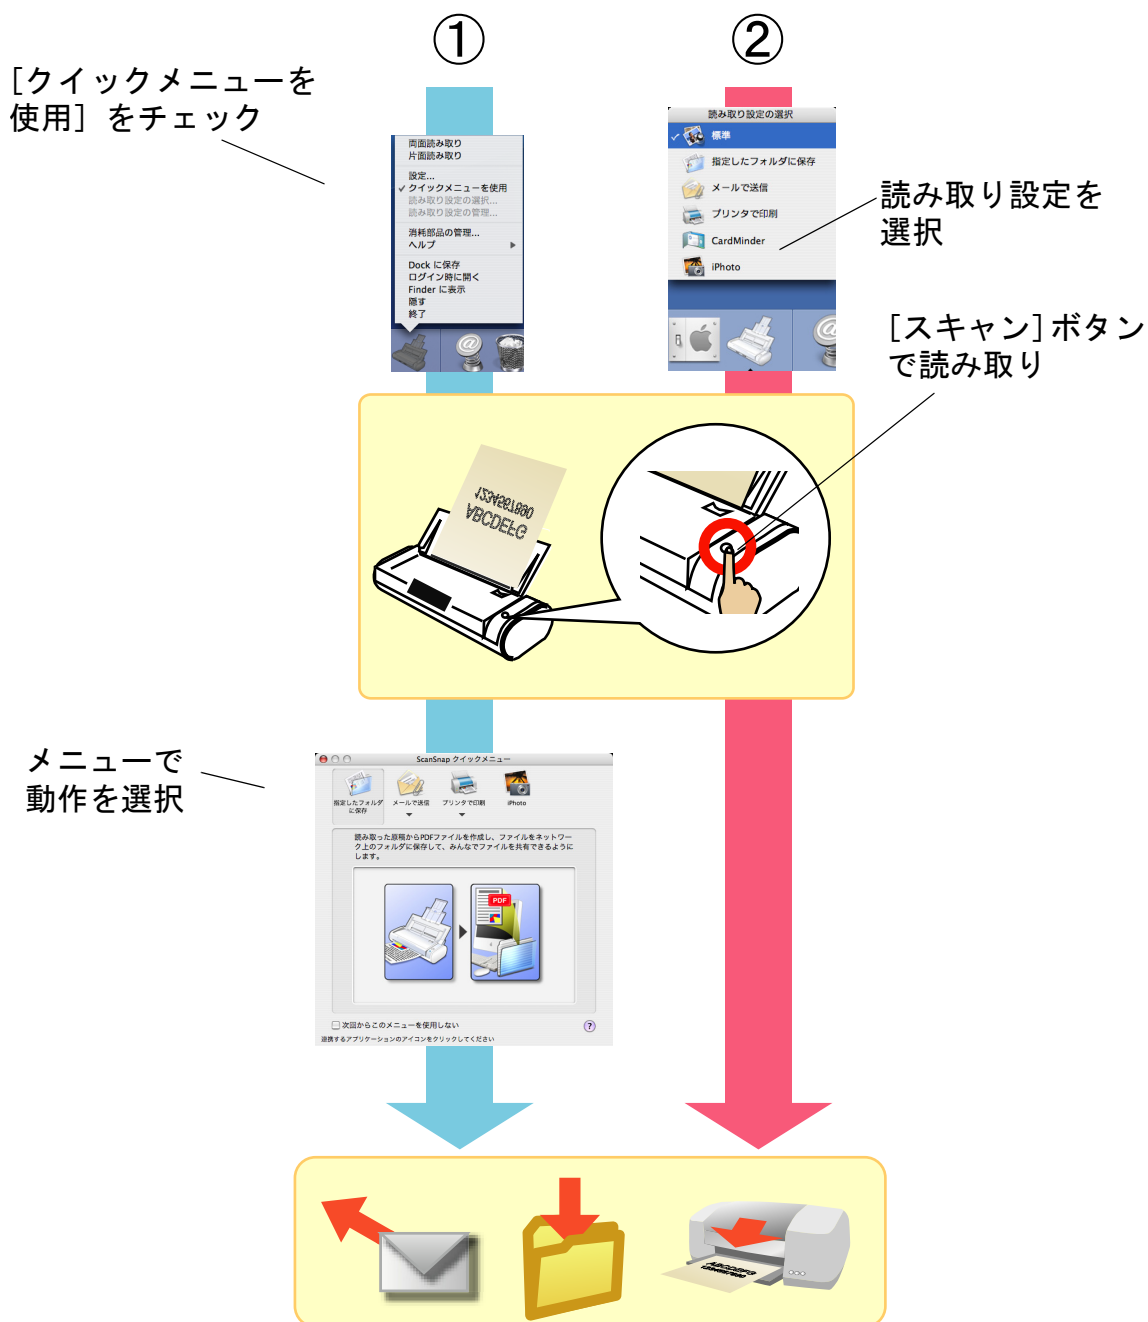 ①
②
[クイックメニューを
使用] をチェック
両面読み取り
片面読み取り
設定...
✓ クイックメニューを使用
読み取り設定の選択...
読み取り設定の管理...
消耗部品の管理...
ヘルプ
Dock に保存
ログイン時に開く
Finder に表示
隠す
終了
読み取り設定の選択
✓ 標準
指定したフォルダに保存
メールで送信
プリンタで印刷
CardMinder
iPhoto
読み取り設定を
選択
[スキャン]ボタン
で読み取り
1234567890
ABCDEFG
メニューで
動作を選択
ScanSnap クイックメニュー
指定したフォルダ
に保存
メールで送信
プリンタで印刷
iPhoto
読み取った原稿からPDFファイルを作成し、ファイルをネットワー
ク上のフォルダに保存して、みんなでファイルを共有できるように
します。
PDF
次回からこのメニューを使用しない
?
連携するアプリケーションのアイコンをクリックしてください
ABCDEFG
1234567890